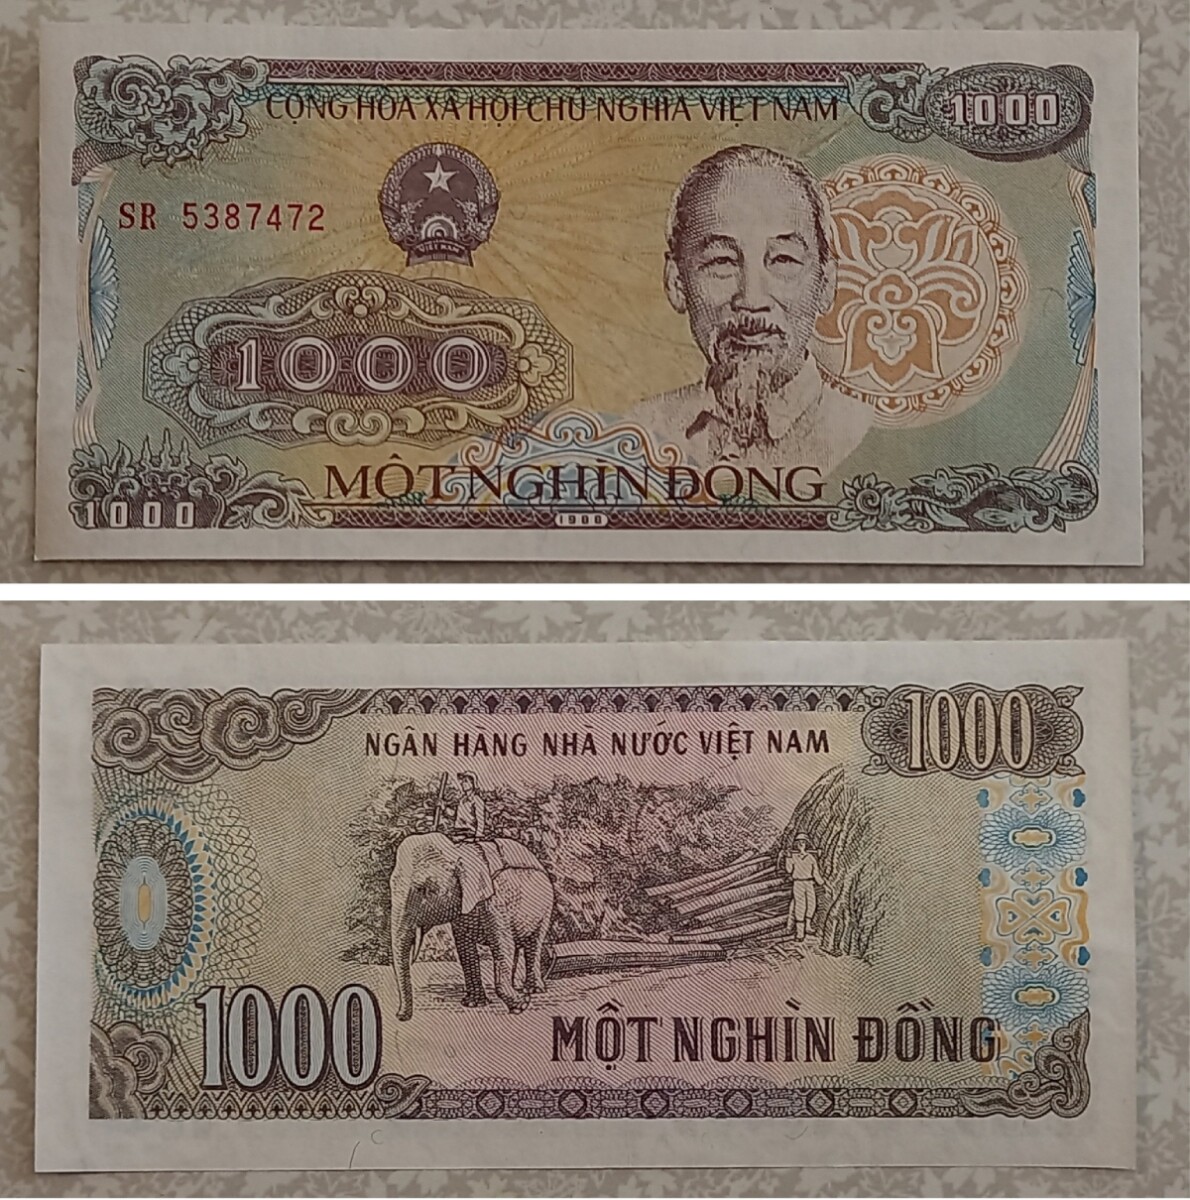 CỘNG HÒA XÃ HỘI CHỦ NGHĨA VIỆT NAM
1000
SR 5387472
VIỆT NAM
1000
MỘT NGHÌN ĐỒNG
1000
1988
NGÂN HÀNG NHÀ NƯỚC VIỆT NAM
1000
1000
MỘT NGHÌN ĐỒNG